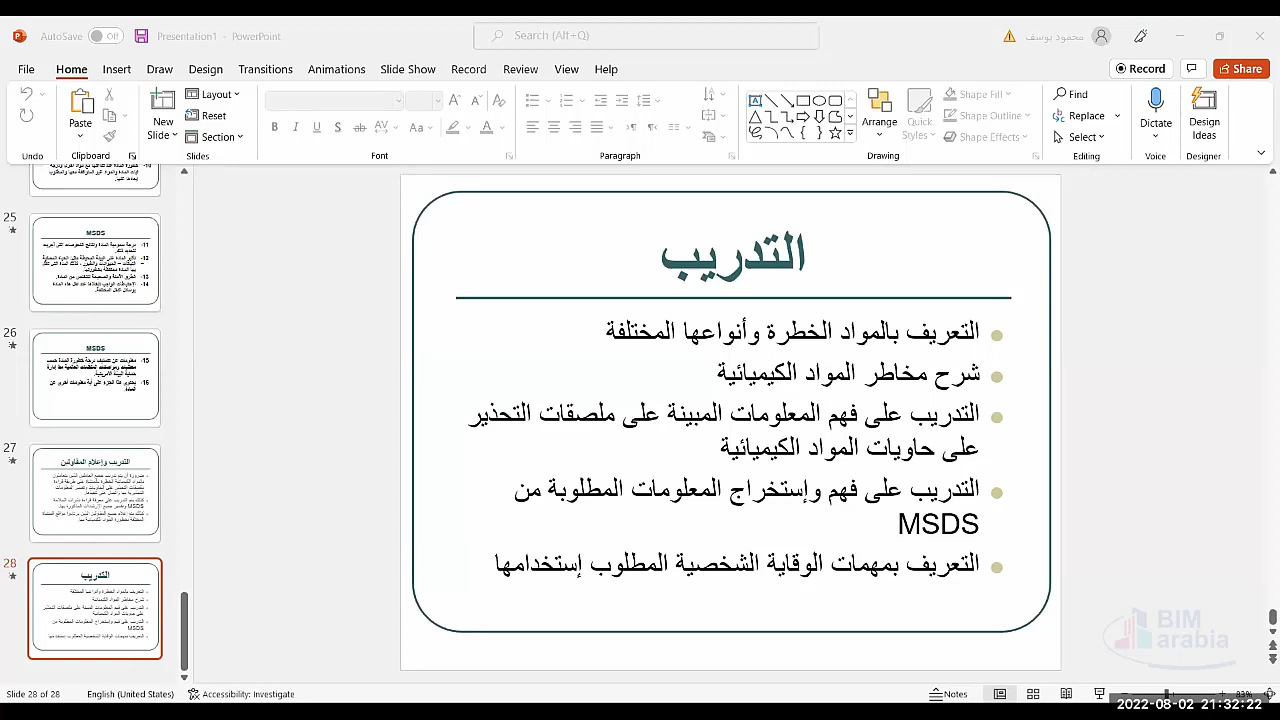 AutoSave Off Presentation1 - PowerPoint Search (Alt+Q) محمود يوسف
File Home Insert Draw Design Transitions Animations Slide Show Record Review View Help Record Share
Paste New Slide Layout Reset Section Arrange Quick Styles Shape Fill Shape Outline Shape Effects Find Replace Select Dictate Design Ideas
Undo Clipboard Slides Font Paragraph Drawing Editing Voice Designer
25
MSDS
26
MSDS
27
التدريب وإعلام المقاولين
28
التدريب
التدريب
التعريف بالمواد الخطرة وأنواعها المختلفة
شرح مخاطر المواد الكيميائية
التدريب على فهم المعلومات المبينة على ملصقات التحذير
على حاويات المواد الكيميائية
التدريب على فهم وإستخراج المعلومات المطلوبة من
MSDS
التعريف بمهمات الوقاية الشخصية المطلوب إستخدامها
BIM
arabia
Slide 28 of 28 English (United States) Accessibility: Investigate Notes 83%
2022-08-02 21:32:22